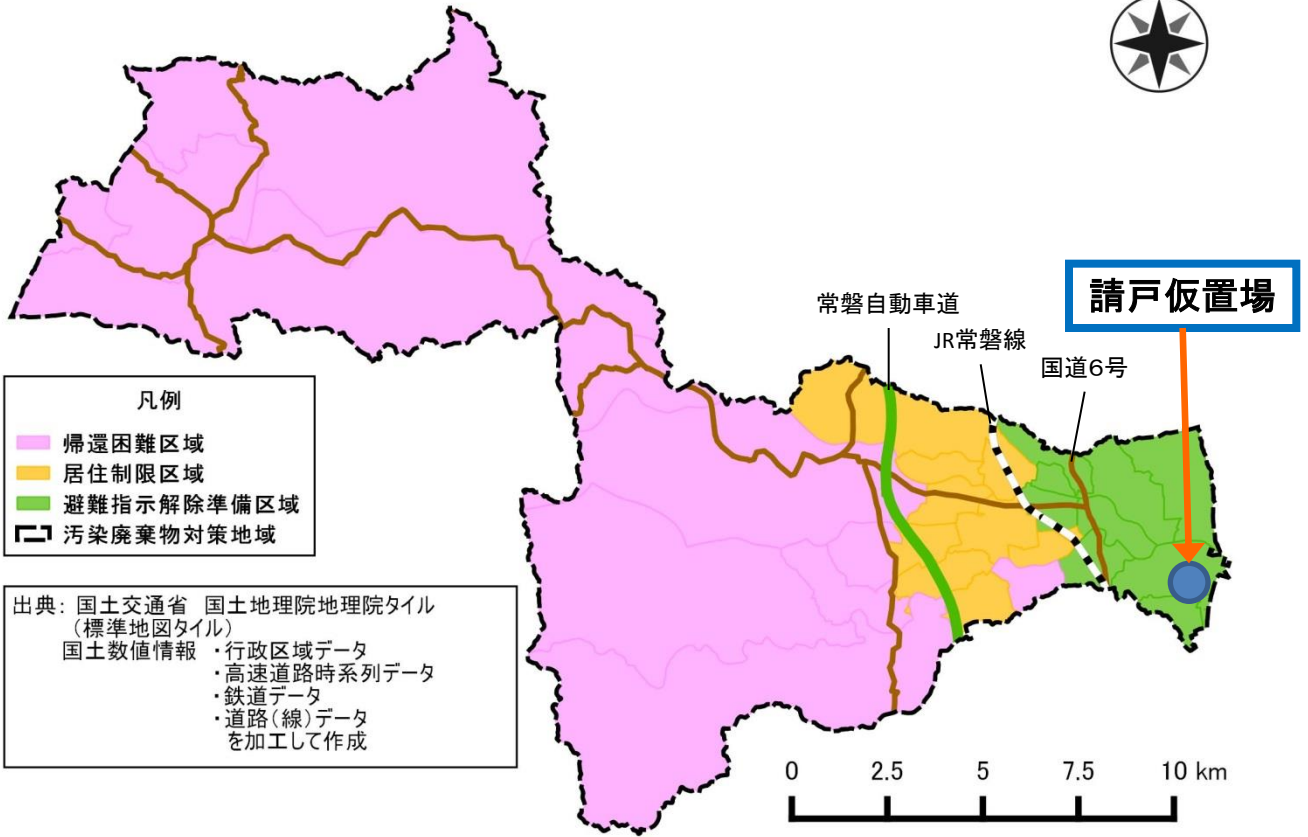 請戸仮置場
常磐自動車道
JR常磐線
国道6号
凡例
帰還困難区域
居住制限区域
避難指示解除準備区域
汚染廃棄物対策地域
出典: 国土交通省 国土地理院地理院タイル
(標準地図タイル)
国土数値情報 ・行政区域データ
・高速道路時系列データ
・鉄道データ
・道路(線)データ
を加工して作成
0 2.5 5 7.5 10 km